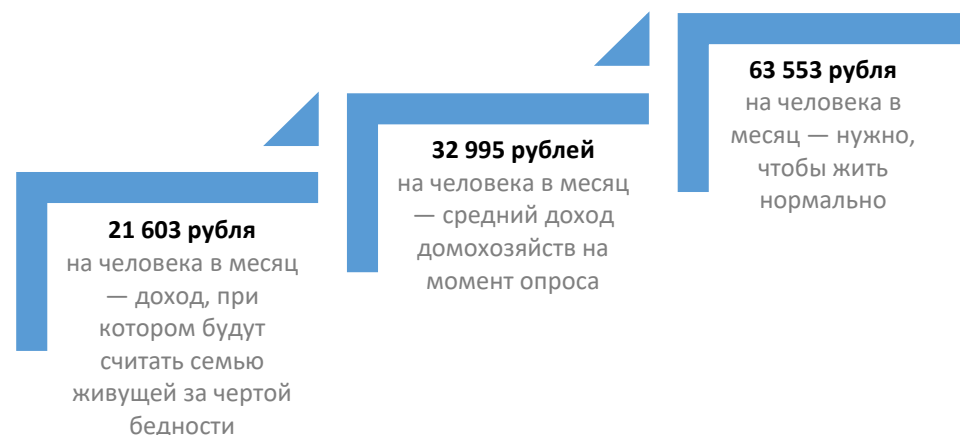 21 603 рубля
на человека в месяц
— доход, при
котором будут
считать семью
живущей за чертой
бедности
32 995 рублей
на человека в месяц
— средний доход
домохозяйств на
момент опроса
63 553 рубля
на человека в
месяц — нужно,
чтобы жить
нормально